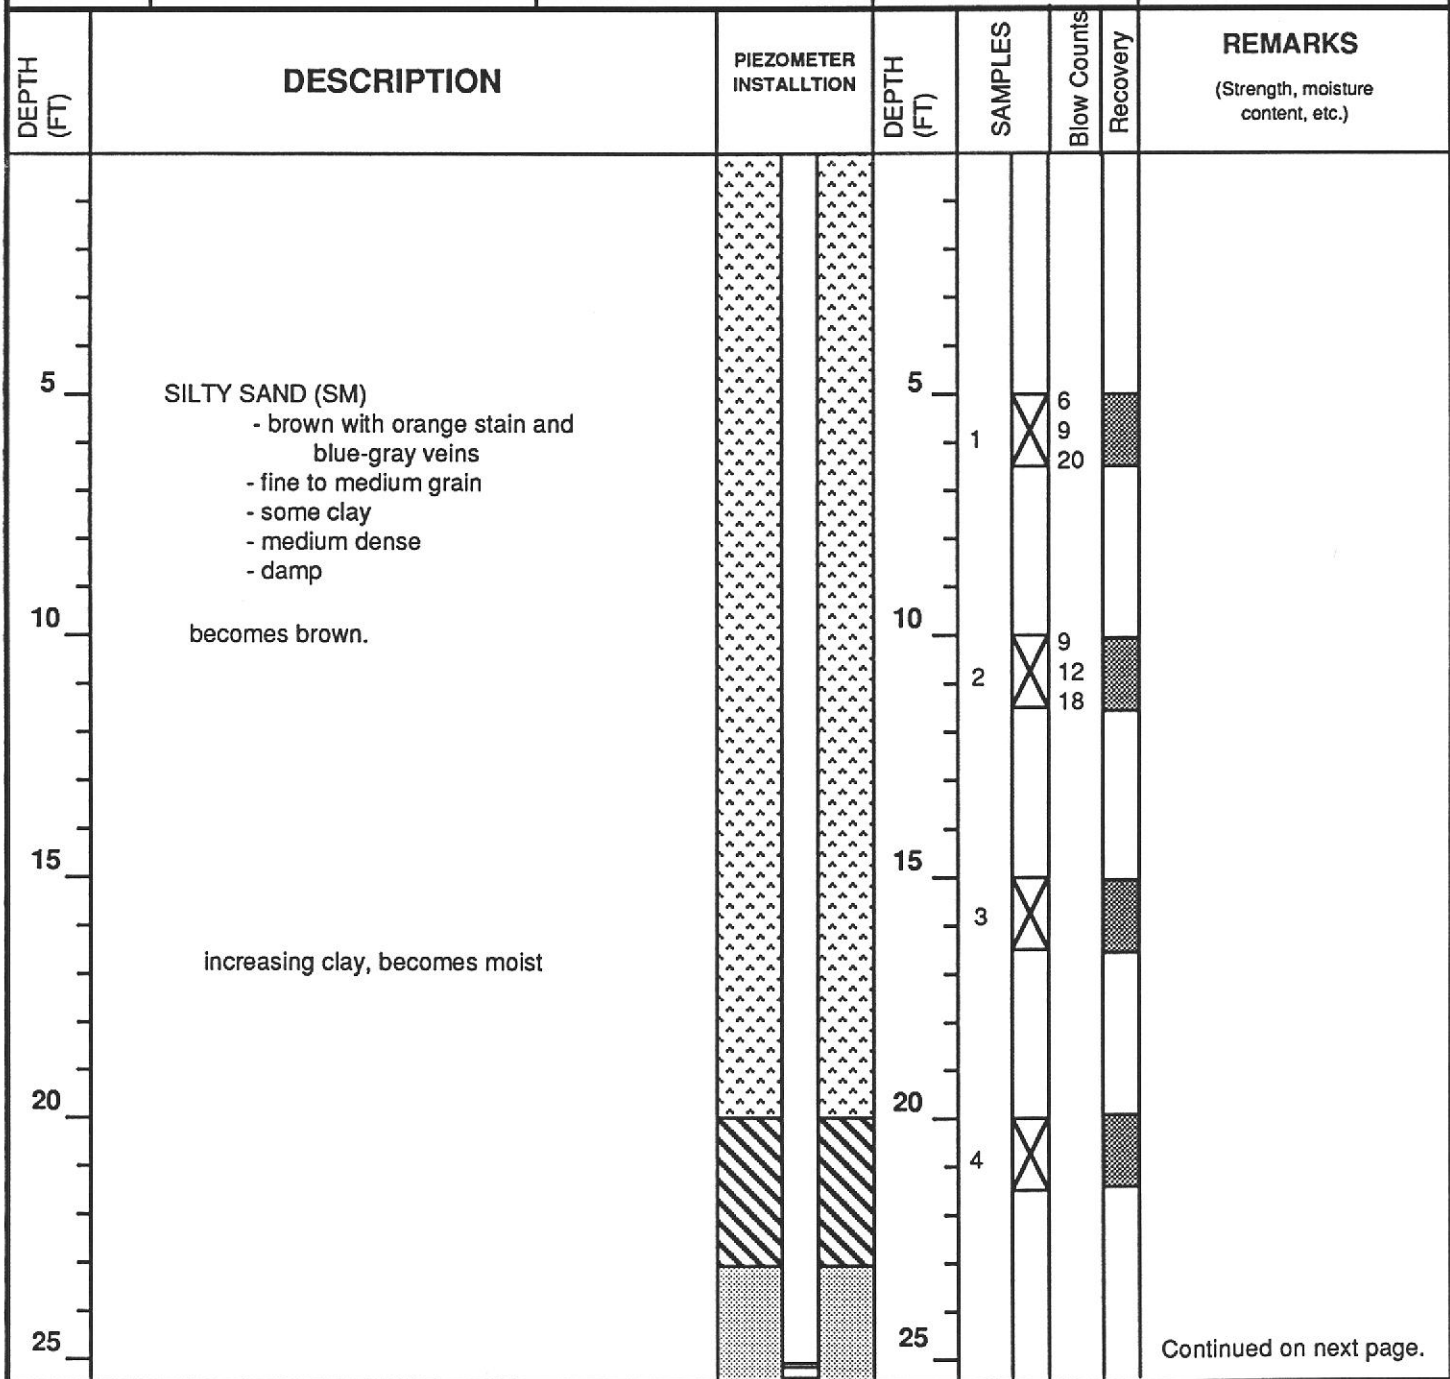 DEPTH
(FT)
DESCRIPTION
PIEZOMETER
INSTALLTION
DEPTH
(FT)
SAMPLES
Blow Counts
Recovery
REMARKS
(Strength, moisture
content, etc.)
5
SILTY SAND (SM)
- brown with orange stain and
blue-gray veins
- fine to medium grain
- some clay
- medium dense
- damp
5
1
6
9
20
10
becomes brown.
10
2
9
12
18
15
15
3
increasing clay, becomes moist
20
20
4
25
25
Continued on next page.